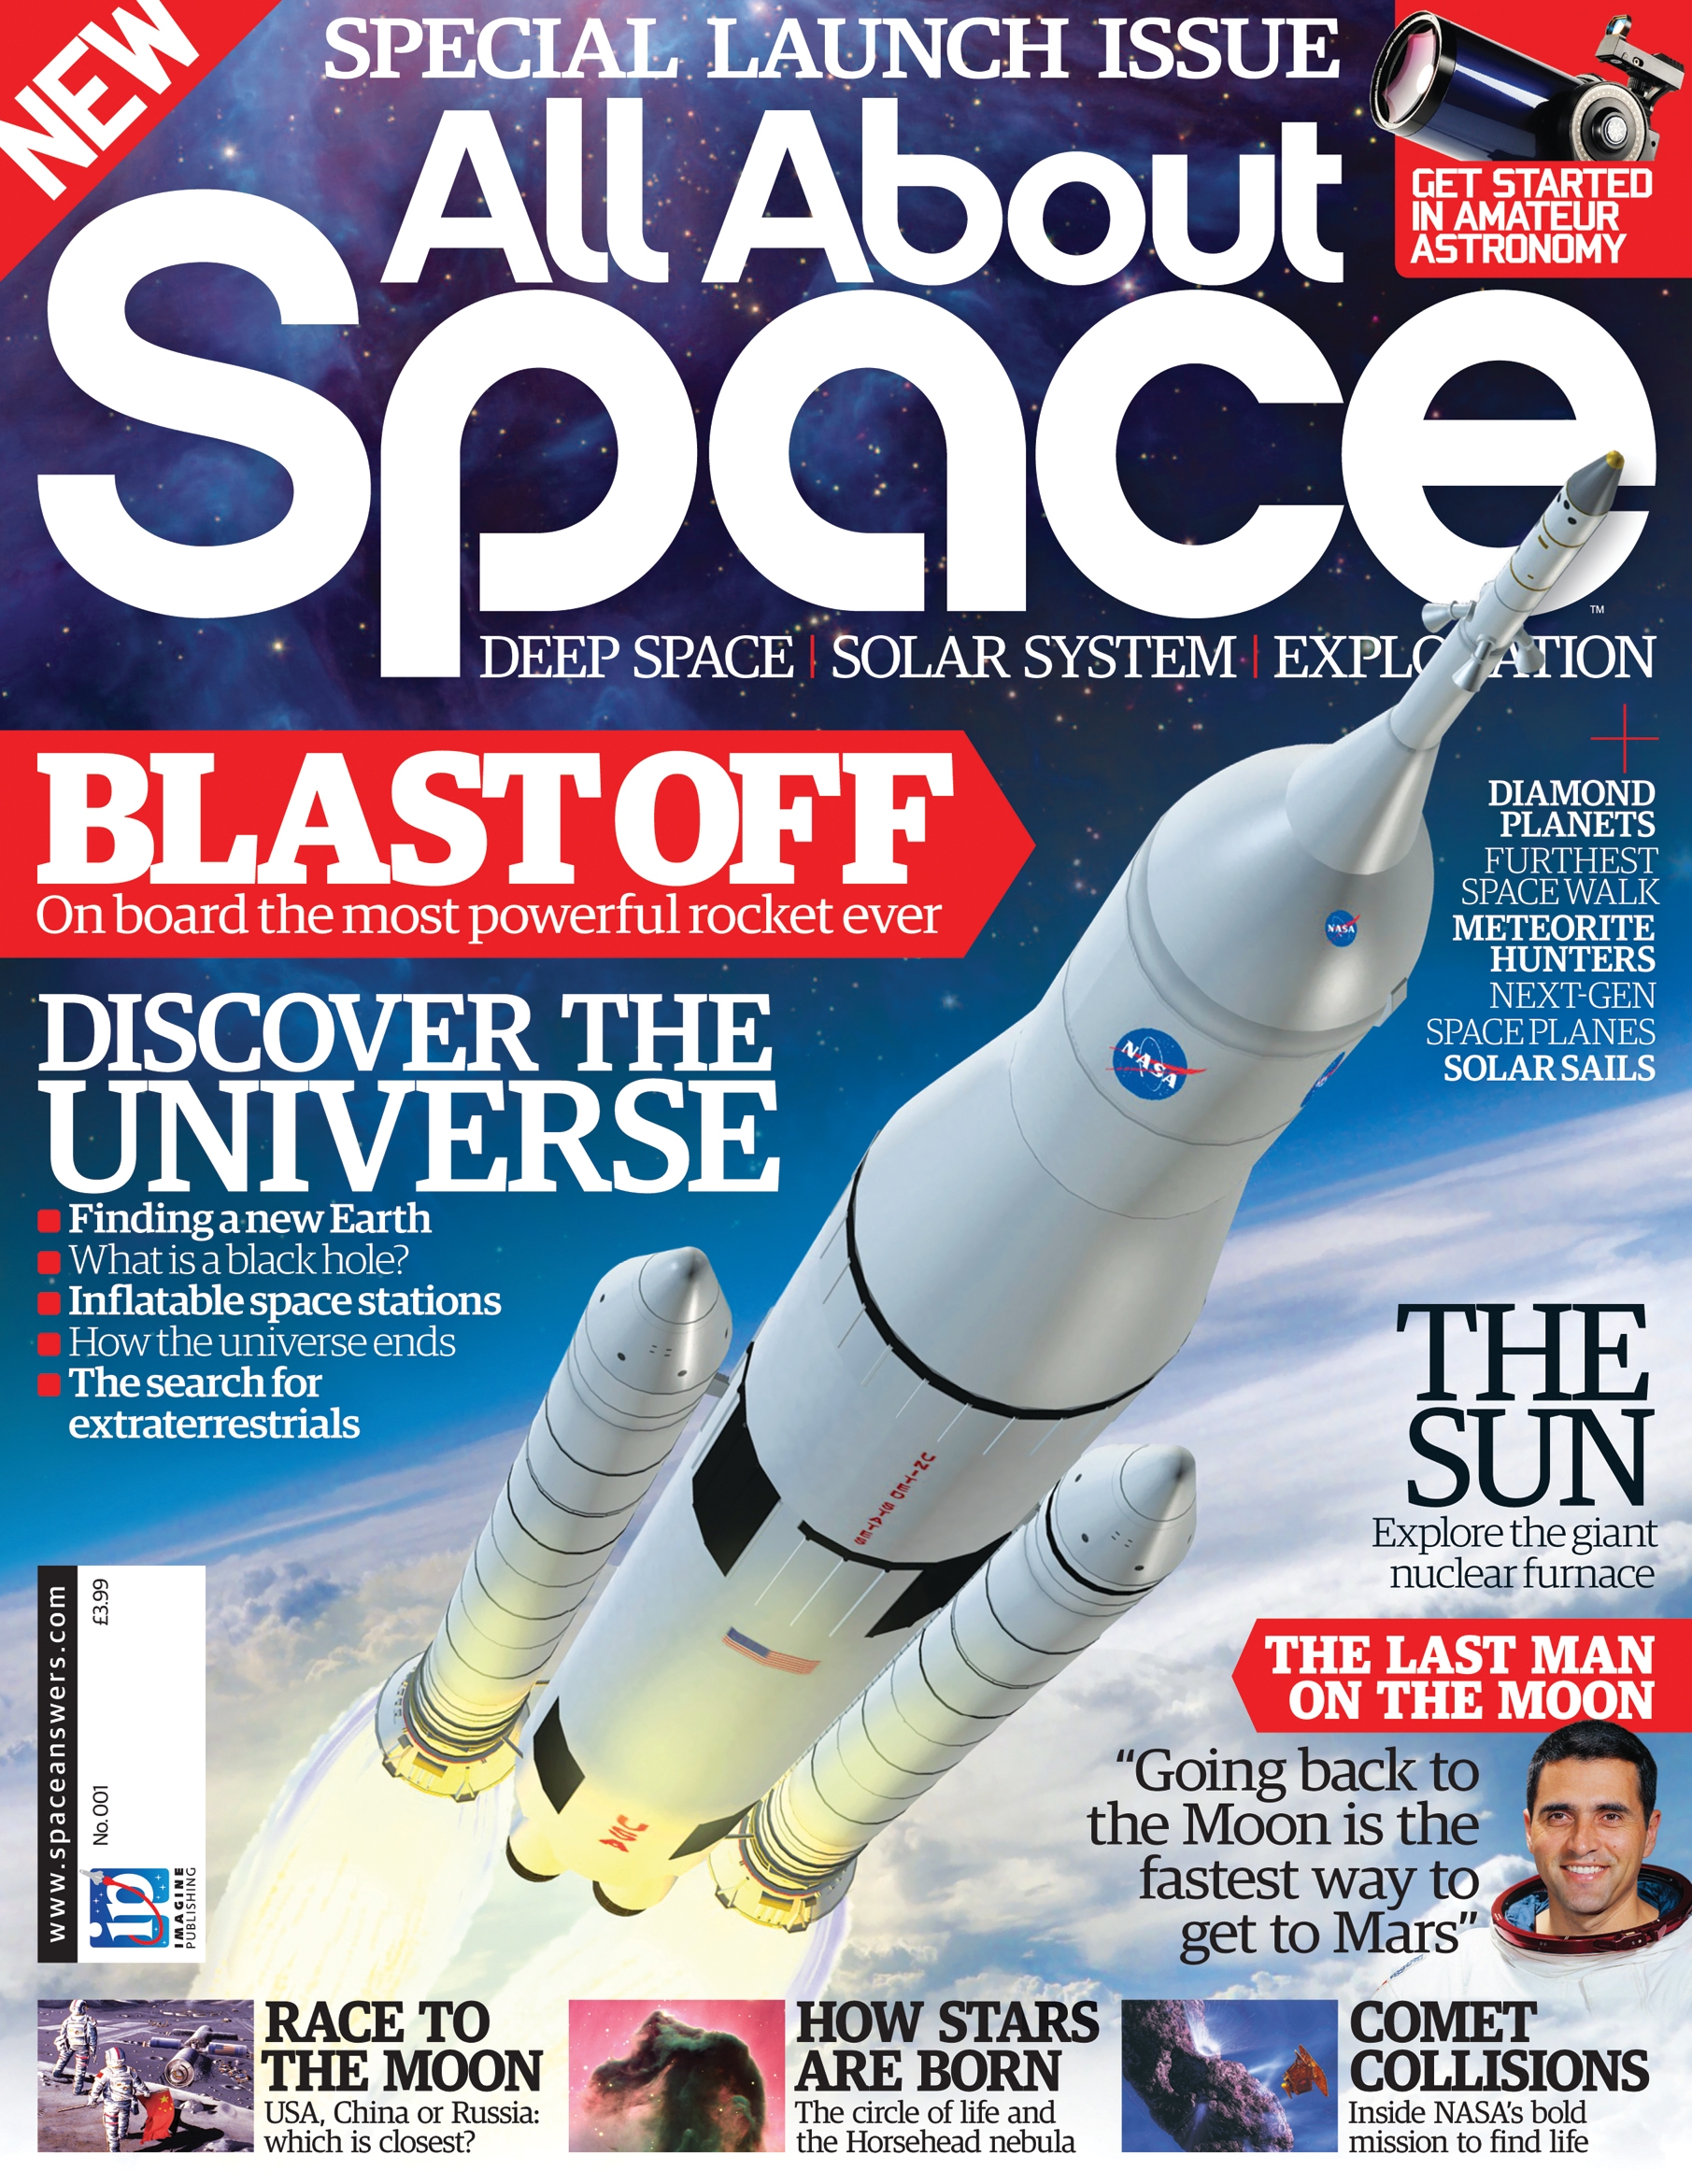 NEW
SPECIAL LAUNCH ISSUE
All About
Space
TM
DEEP SPACE | SOLAR SYSTEM | EXPLORATION
GET STARTED
IN AMATEUR
ASTRONOMY
BLAST OFF
On board the most powerful rocket ever
DIAMOND
PLANETS
FURTHEST
SPACE WALK
METEORITE
HUNTERS
NEXT-GEN
SPACE PLANES
SOLAR SAILS
DISCOVER THE
UNIVERSE
Finding a new Earth
What is a black hole?
Inflatable space stations
How the universe ends
The search for
extraterrestrials
NASA
NASA
UNITED STATES
USA
THE
SUN
Explore the giant
nuclear furnace
THE LAST MAN
ON THE MOON
“Going back to
the Moon is the
fastest way to
get to Mars”
www.spaceanswers.com
£3.99
No. 001
ip
IMAGINE
PUBLISHING
RACE TO
THE MOON
USA, China or Russia:
which is closest?
HOW STARS
ARE BORN
The circle of life and
the Horsehead nebula
COMET
COLLISIONS
Inside NASA’s bold
mission to find life